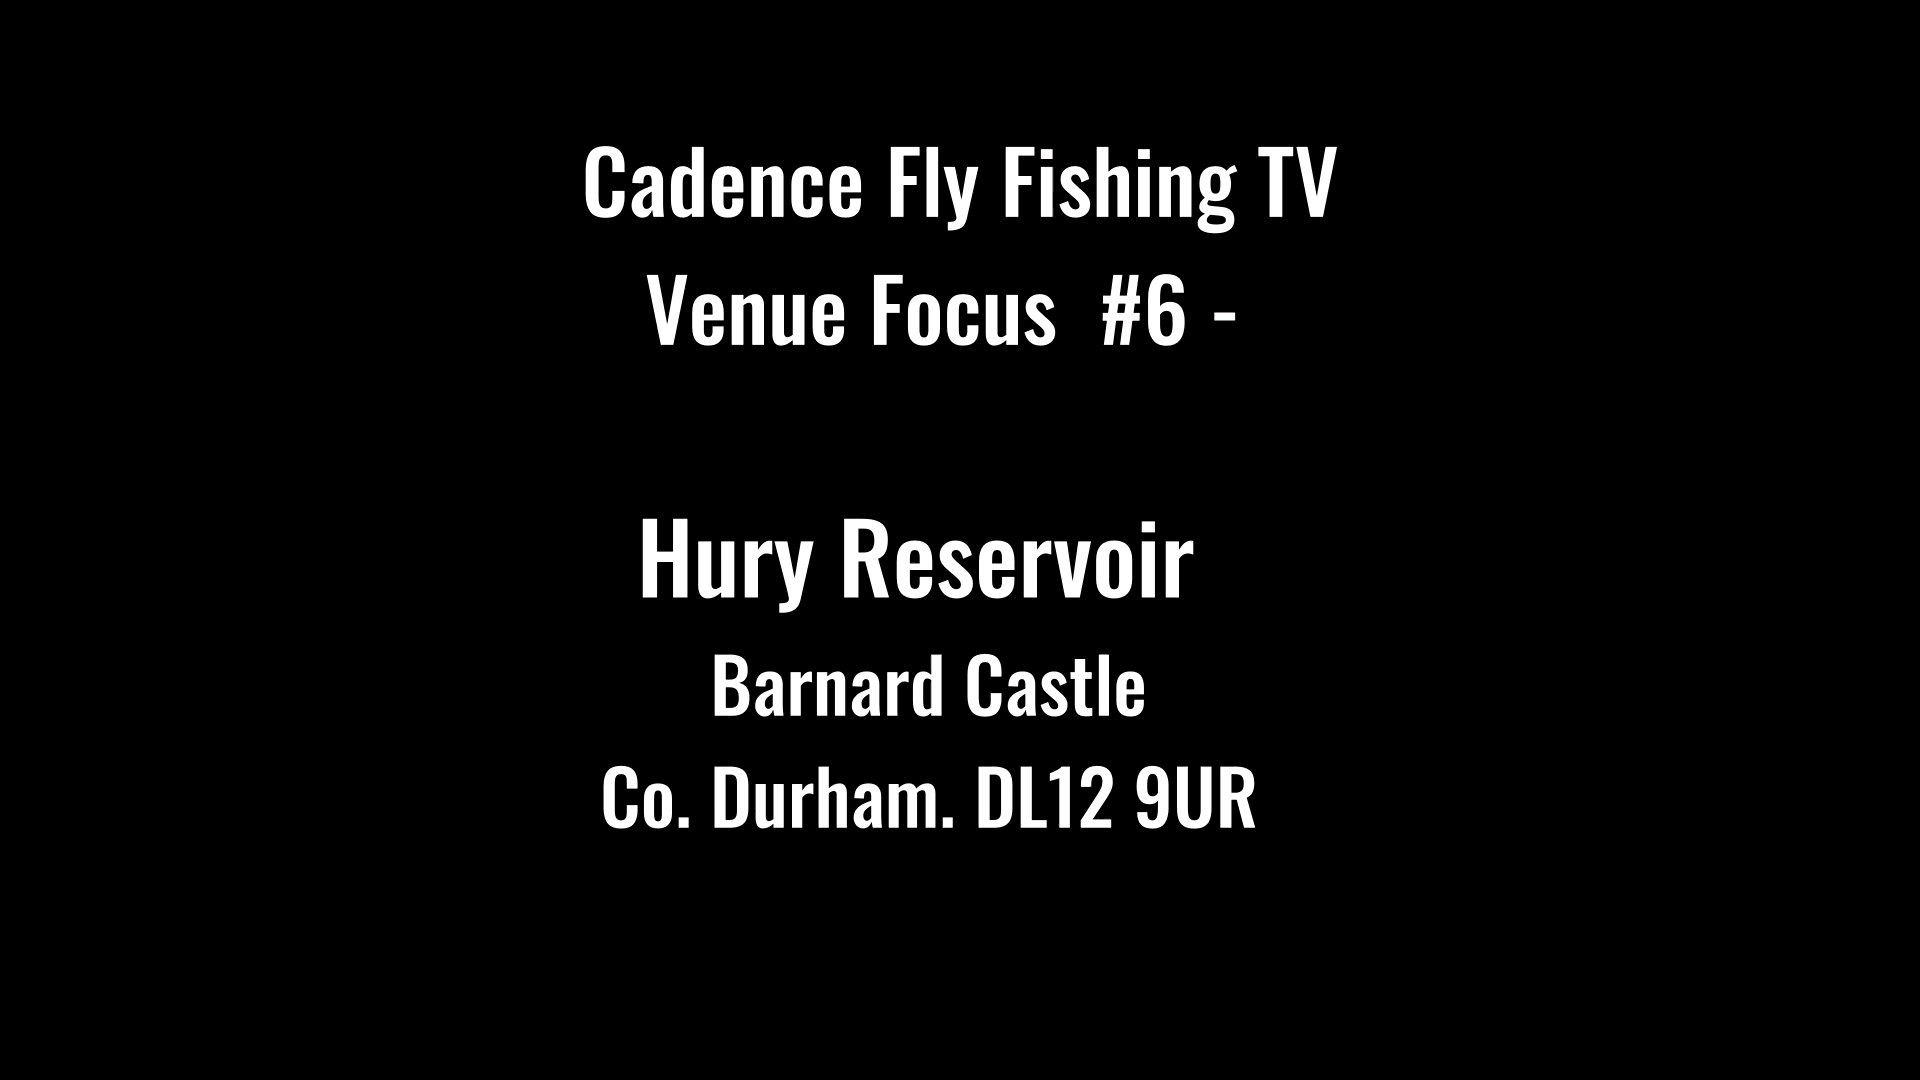 Cadence Fly Fishing TV
Venue Focus  #6 -
Hury Reservoir
Barnard Castle
Co. Durham. DL12 9UR